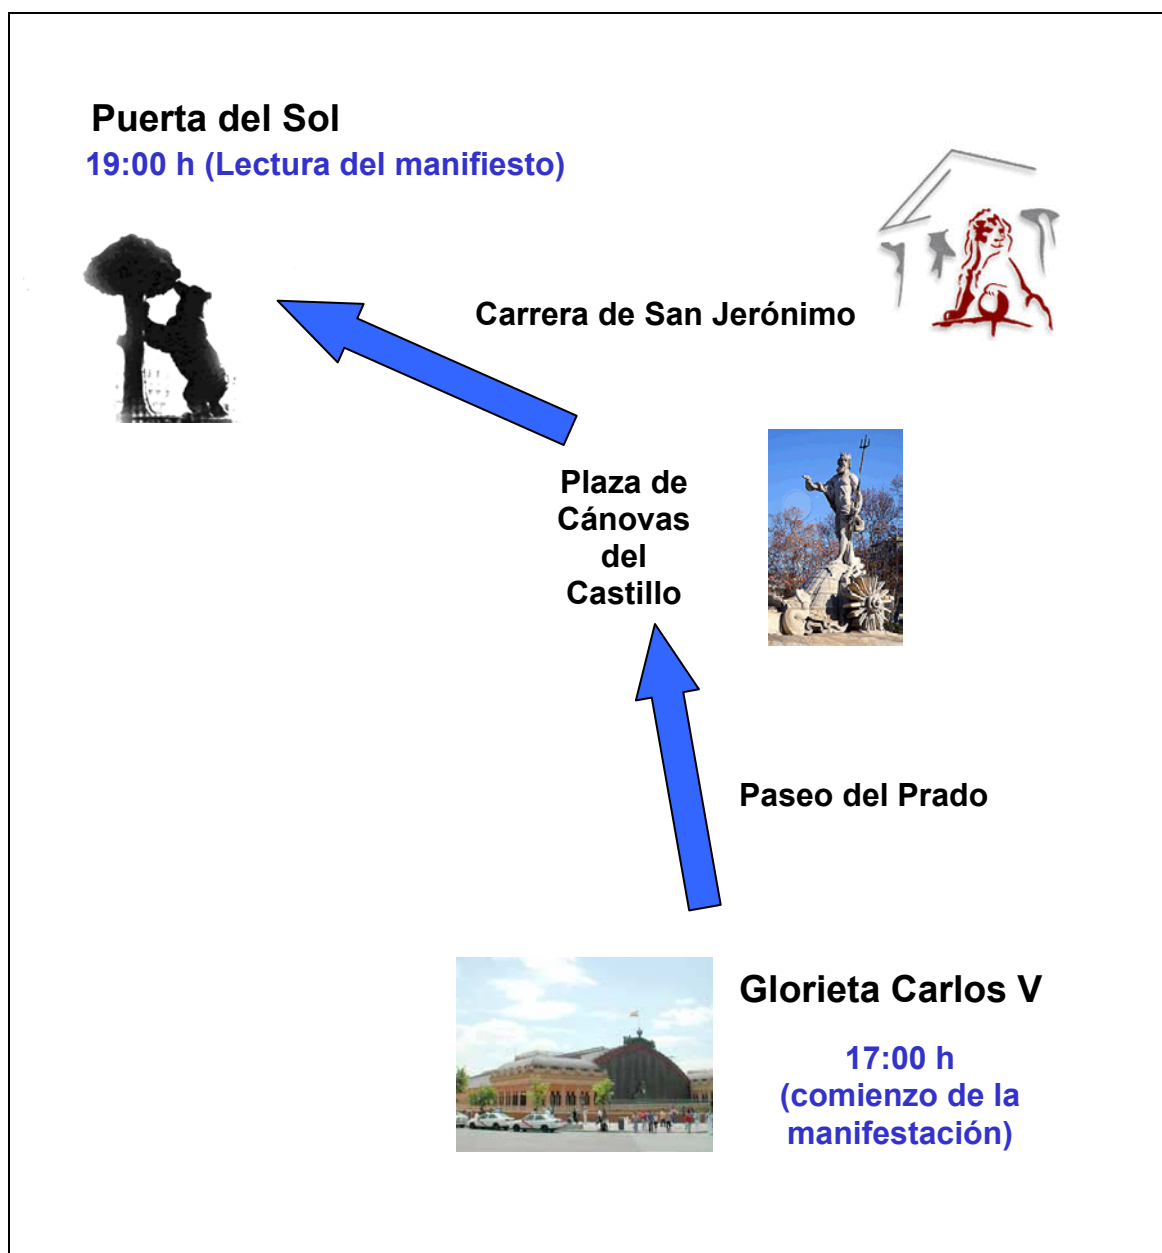 Puerta del Sol
19:00 h (Lectura del manifiesto)
Carrera de San Jerónimo
Plaza de
Cánovas
del
Castillo
Paseo del Prado
Glorieta Carlos V
17:00 h
(comienzo de la
manifestación)